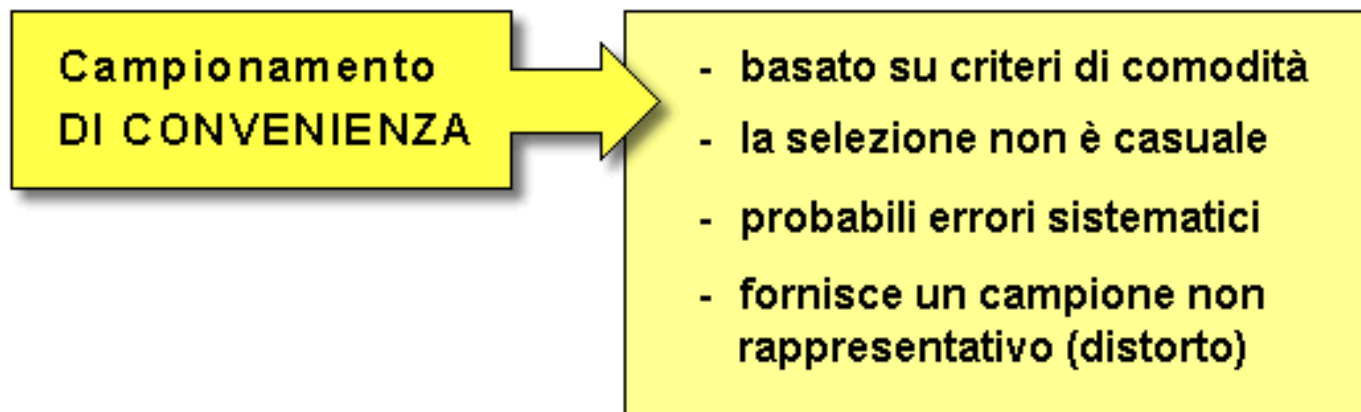 Campionamento
DI CONVENIENZA
- basato su criteri di comodità
- la selezione non è casuale
- probabili errori sistematici
- fornisce un campione non
rappresentativo (distorto)